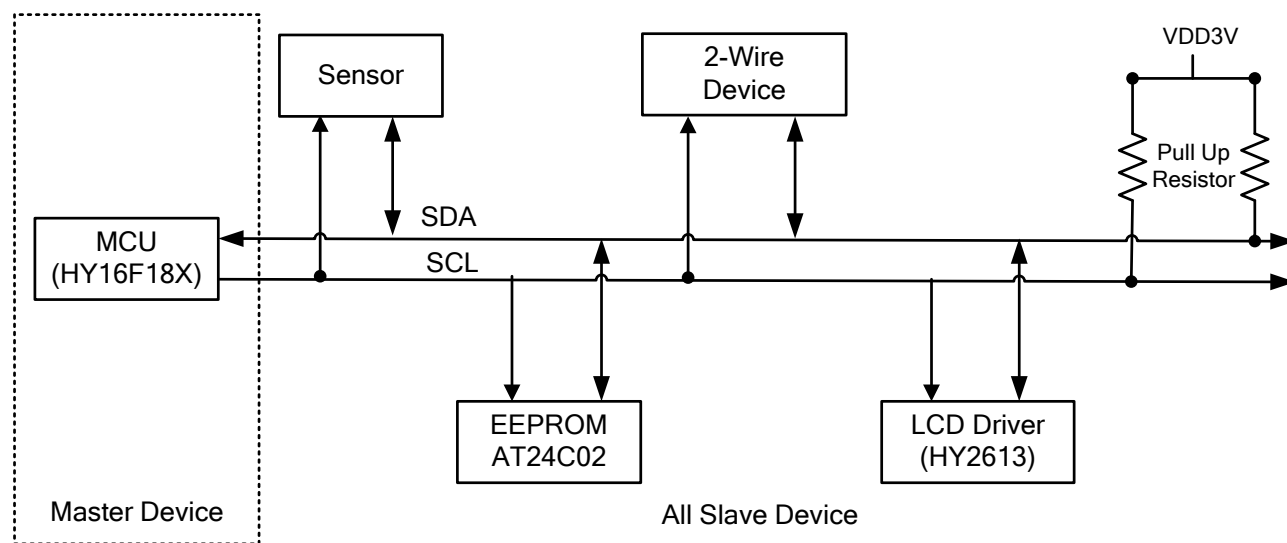 VDD3V
Sensor
2-Wire
Device
Pull Up
Resistor
SDA
MCU
(HY16F18X)
SCL
EEPROM
AT24C02
LCD Driver
(HY2613)
Master Device
All Slave Device